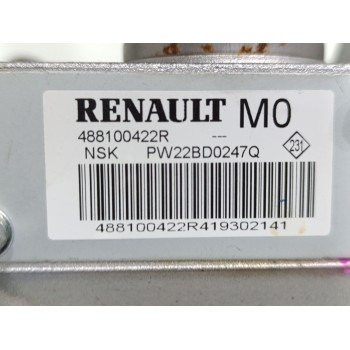 RENAULT M0
488100422R ---
NSK PW22BD0247Q
231
488100422R419302141